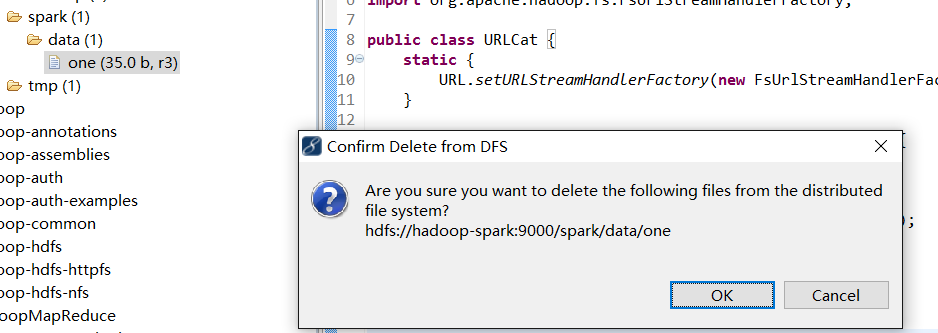 spark (1)
data (1)
one (35.0 b, r3)
tmp (1)
oop
oop-annotations
oop-assemblies
oop-auth
oop-auth-examples
oop-common
oop-hdfs
oop-hdfs-httpfs
oop-hdfs-nfs
oopMapReduce
import org.apache.hadoop.fs.FsUrlStreamHandlerFactory;
7
8 public class URLCat {
9 static {
10 URL.setURLStreamHandlerFactory(new FsUrlStreamHandlerFac
11 }
12
{
);
Confirm Delete from DFS
Are you sure you want to delete the following files from the distributed
file system?
hdfs://hadoop-spark:9000/spark/data/one
OK
Cancel